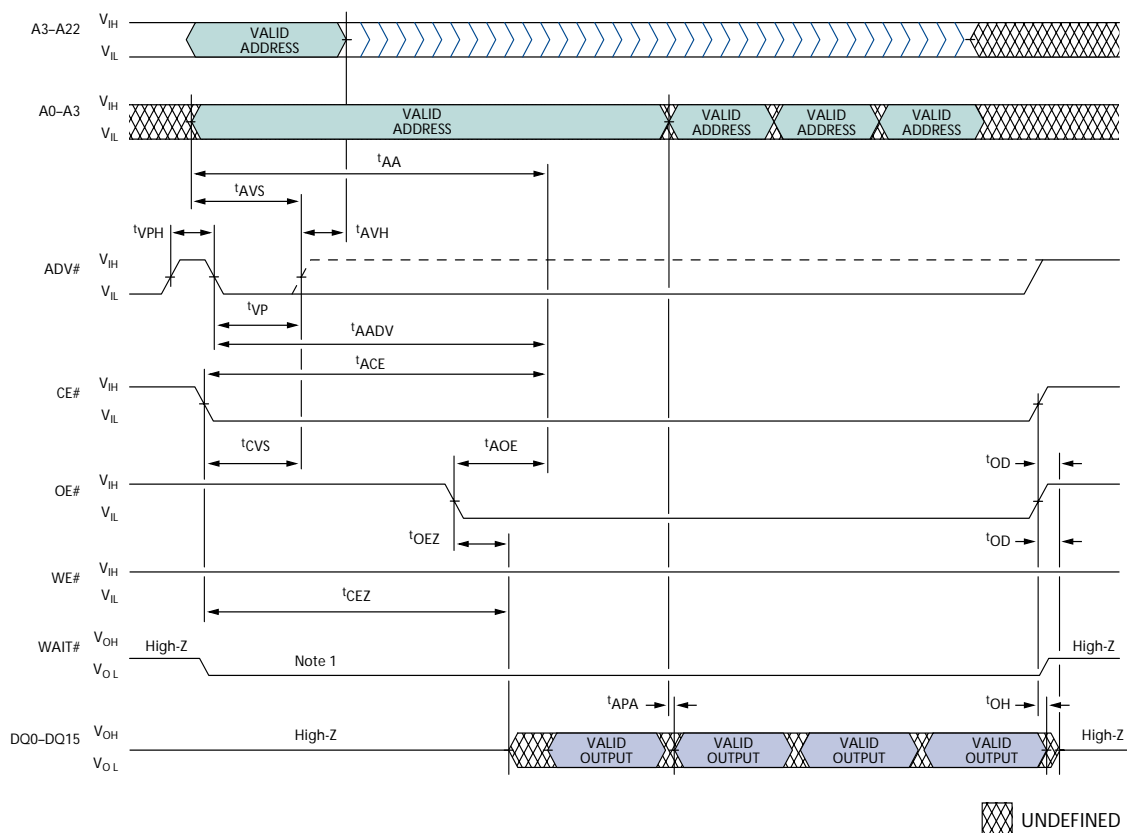 A3–A22 VIH VIL VALID ADDRESS
A0–A3 VIH VIL VALID ADDRESS VALID ADDRESS VALID ADDRESS VALID ADDRESS
tAA
tAVS
tVPH tAVH
ADV# VIH VIL
tVP
tAADV
tACE
CE# VIH VIL
tCVS tAOE tOD
OE# VIH VIL
tOEZ tOD
WE# VIH VIL
tCEZ
WAIT# VOH VOL High-Z Note 1 High-Z
tAPA tOH
DQ0–DQ15 VOH VOL High-Z VALID OUTPUT VALID OUTPUT VALID OUTPUT VALID OUTPUT High-Z
UNDEFINED